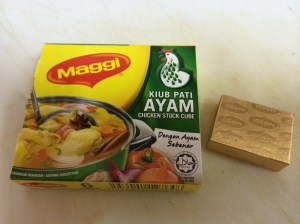 Maggi
KIUB PATI
AYAM
CHICKEN STOCK CUBE
Dengan Ayam
Sebenar